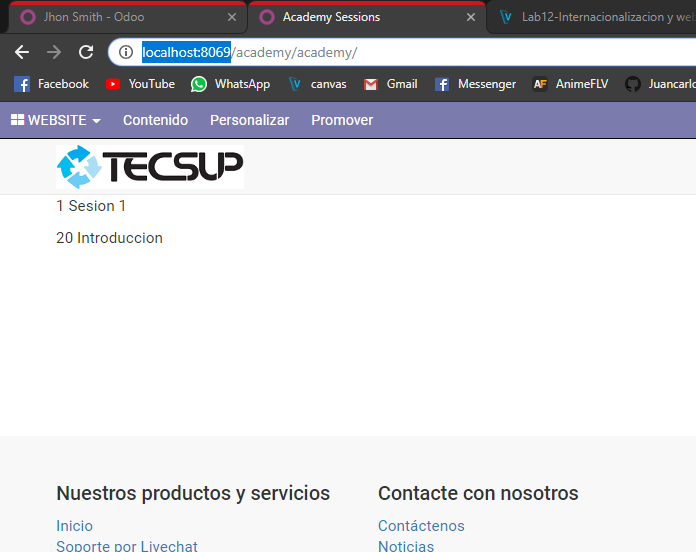 Jhon Smith - Odoo
Academy Sessions
Lab12-Internacionalizacion y web
localhost:8069/academy/academy/
Facebook YouTube WhatsApp canvas Gmail Messenger AF AnimeFLV Juancarlo
WEBSITE Contenido Personalizar Promover
TECSUP
1 Sesion 1
20 Introduccion
Nuestros productos y servicios
Inicio
Soporte por Livechat
Contacte con nosotros
Contáctenos
Noticias